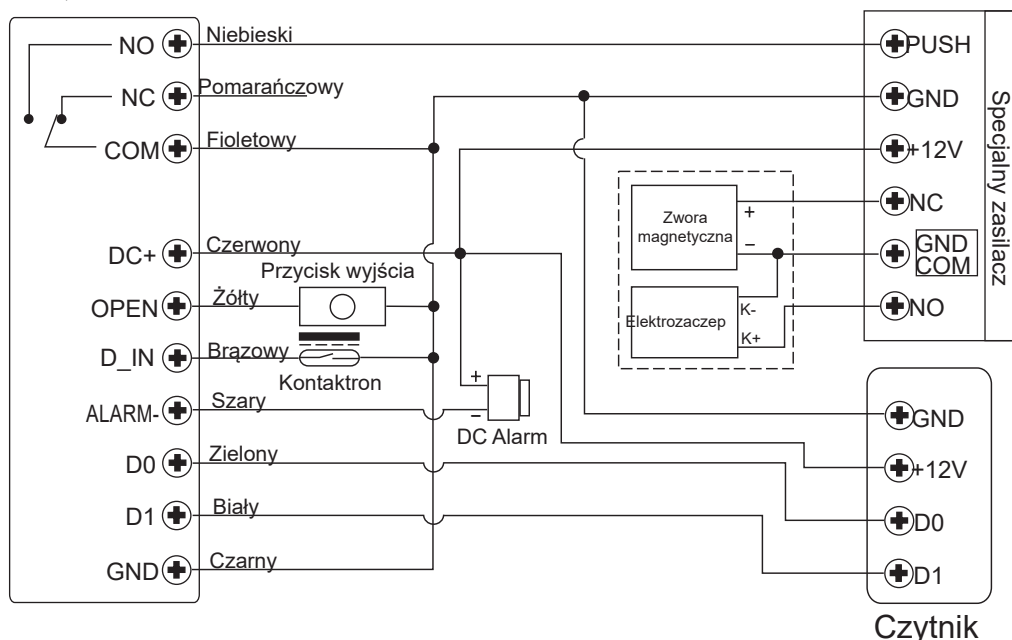 NO
Niebieski
NC
Pomarańczowy
COM
Fioletowy
DC+
Czerwony
Przycisk wyjścia
OPEN
Żółty
D_IN
Brązowy
Kontaktron
ALARM-
Szary
+
−
DC Alarm
D0
Zielony
D1
Biały
GND
Czarny
Zwora
magnetyczna
+
−
Elektrozaczep
K-
K+
PUSH
GND
+12V
NC
GND
COM
NO
Specjalny zasilacz
GND
+12V
D0
D1
Czytnik